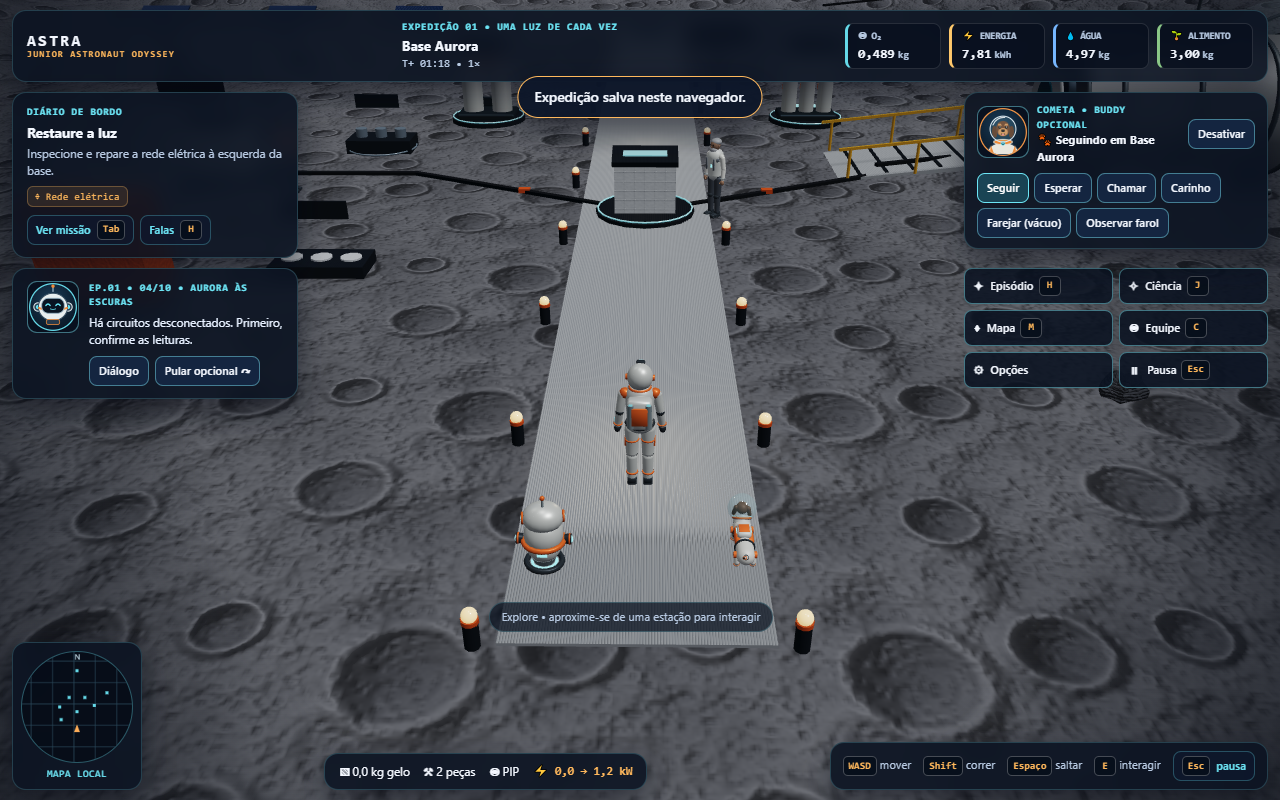 ASTRA
JUNIOR ASTRONAUT ODYSSEY
EXPEDIÇÃO 01 • UMA LUZ DE CADA VEZ
Base Aurora
T+ 01:18 • 1×
O₂
0,489 kg
ENERGIA
7,81 kWh
ÁGUA
4,97 kg
ALIMENTO
3,00 kg
Expedição salva neste navegador.
DIÁRIO DE BORDO
Restaure a luz
Inspecione e repare a rede elétrica à esquerda da
base.
Rede elétrica
Ver missão Tab
Falas H
EP.01 • 04/10 • AURORA ÀS
ESCURAS
Há circuitos desconectados. Primeiro,
confirme as leituras.
Diálogo
Pular opcional ↷
COMETA • BUDDY
OPCIONAL
Seguindo em Base
Aurora
Desativar
Seguir
Esperar
Chamar
Carinho
Farejar (vácuo)
Observar farol
Episódio H
Ciência J
Mapa M
Equipe C
Opções
Pausa Esc
Explore • aproxime-se de uma estação para interagir
N
MAPA LOCAL
0,0 kg gelo
2 peças
PIP
0,0 → 1,2 kW
WASD mover
Shift correr
Espaço saltar
E interagir
Esc pausa